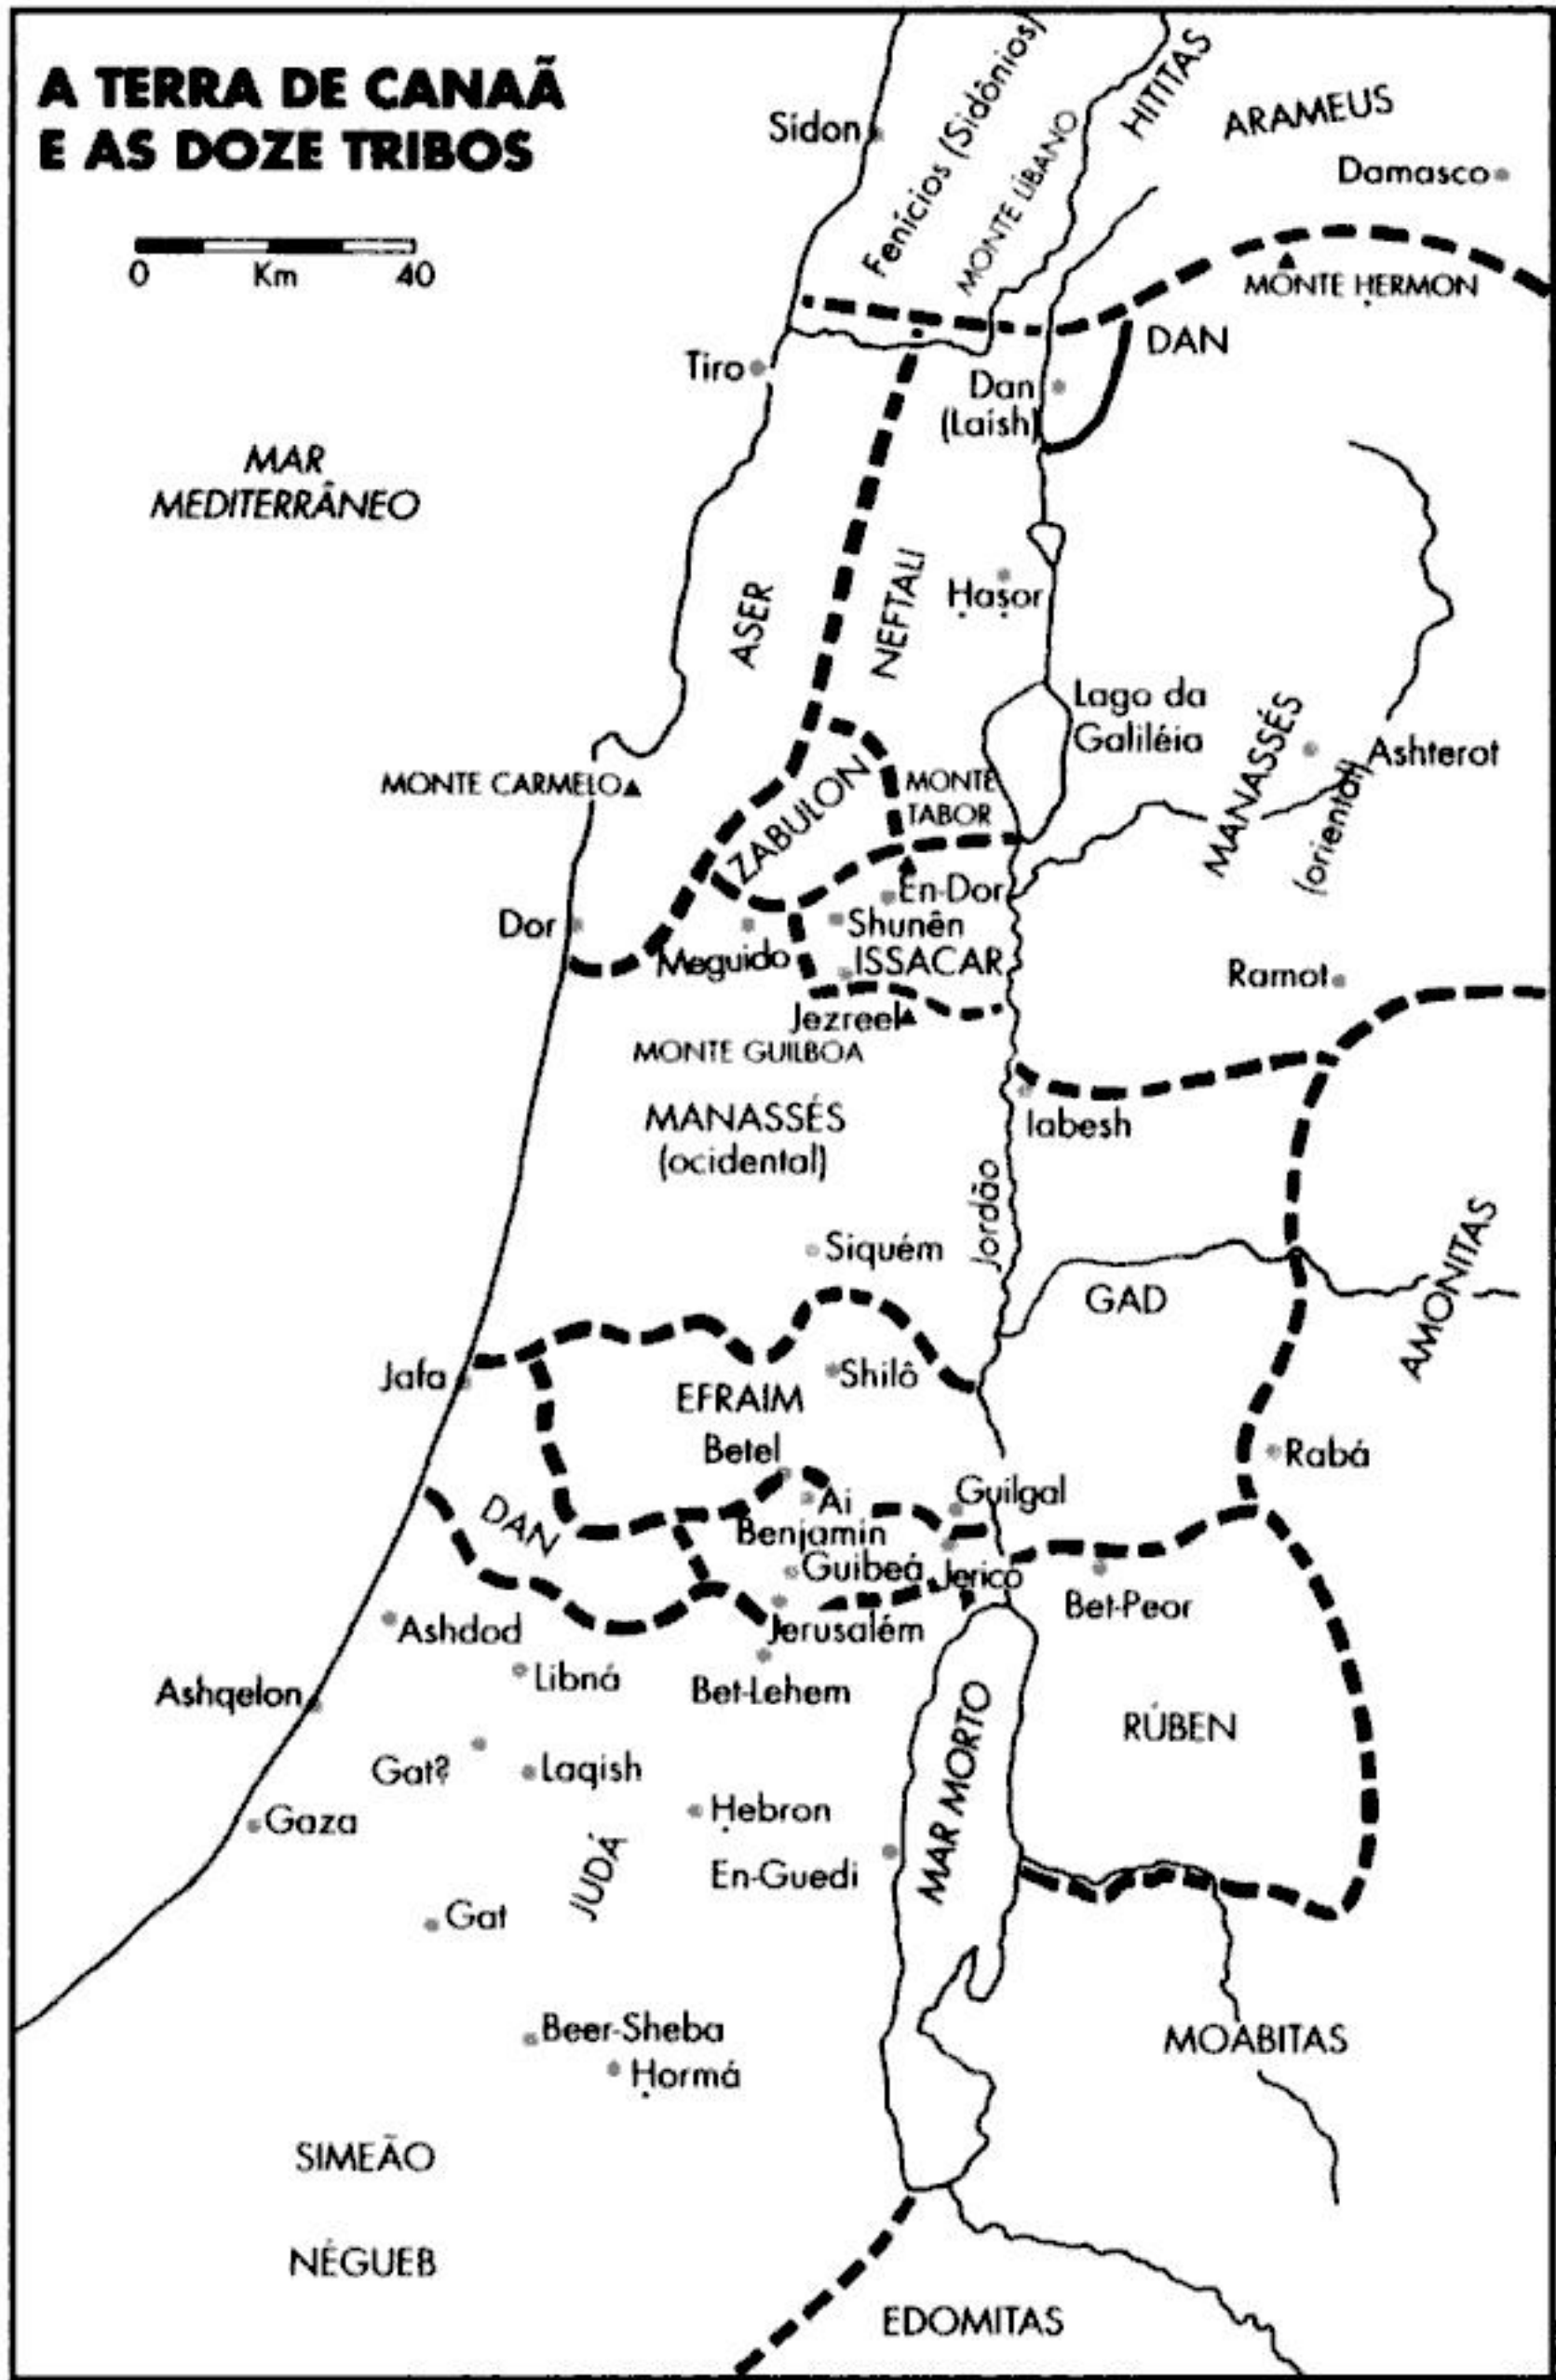 A TERRA DE CANAÃ
E AS DOZE TRIBOS
0 Km 40
Sídon
Fenícios (Sidônios)
MONTE LÍBANO
HITITAS
ARAMEUS
Damasco
MONTE ḤERMON
DAN
Tiro
Dan
(Laísh)
MAR
MEDITERRÂNEO
ASER
NEFTALI
Ḥaṣor
Lago da
Galiléia
MANASSÉS
(oriental)
Ashterot
MONTE CARMELO
ZABULON
MONTE
TABOR
En-Dor
Dor
Shunên
Meguido
ISSACAR
Ramot
Jezreel
MONTE GUILBOA
MANASSÉS
(ocidental)
Iabesh
Jordão
Siquém
GAD
AMONITAS
Jafa
Shilô
EFRAIM
Betel
Rabá
Guilgal
Ai
DAN
Benjamin
Guibeá
Jericó
Bet-Peor
Ashdod
Jerusalém
Libná
Bet-Lehem
Ashqelon
RÚBEN
MAR MORTO
Gat?
Laqish
Ḥebron
Gaza
JUDÁ
En-Guedi
Gat
Beer-Sheba
Ḥormá
MOABITAS
SIMEÃO
NÉGUEB
EDOMITAS